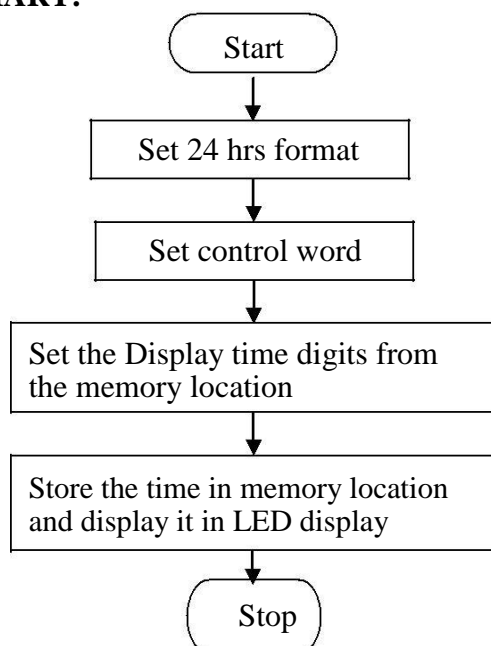 Start
Set 24 hrs format
Set control word
Set the Display time digits from
the memory location
Store the time in memory location
and display it in LED display
Stop